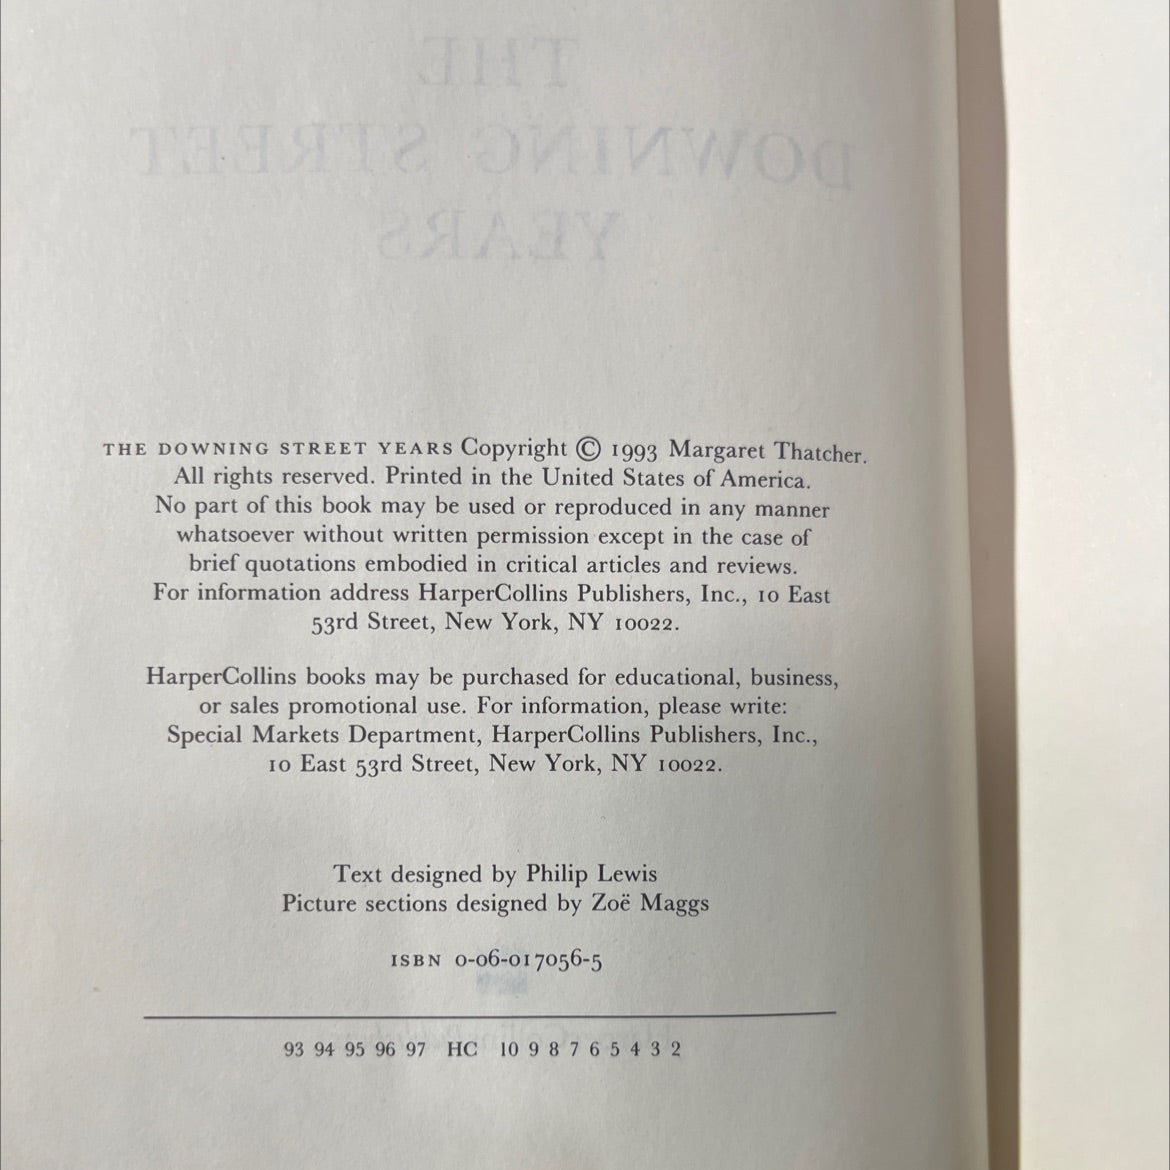 THE
DOWNING STREET
YEARS
THE DOWNING STREET YEARS Copyright © 1993 Margaret Thatcher.
All rights reserved. Printed in the United States of America.
No part of this book may be used or reproduced in any manner
whatsoever without written permission except in the case of
brief quotations embodied in critical articles and reviews.
For information address HarperCollins Publishers, Inc., 10 East
53rd Street, New York, NY 10022.
HarperCollins books may be purchased for educational, business,
or sales promotional use. For information, please write:
Special Markets Department, HarperCollins Publishers, Inc.,
10 East 53rd Street, New York, NY 10022.
Text designed by Philip Lewis
Picture sections designed by Zoë Maggs
ISBN 0-06-017056-5
93 94 95 96 97 HC 10 9 8 7 6 5 4 3 2